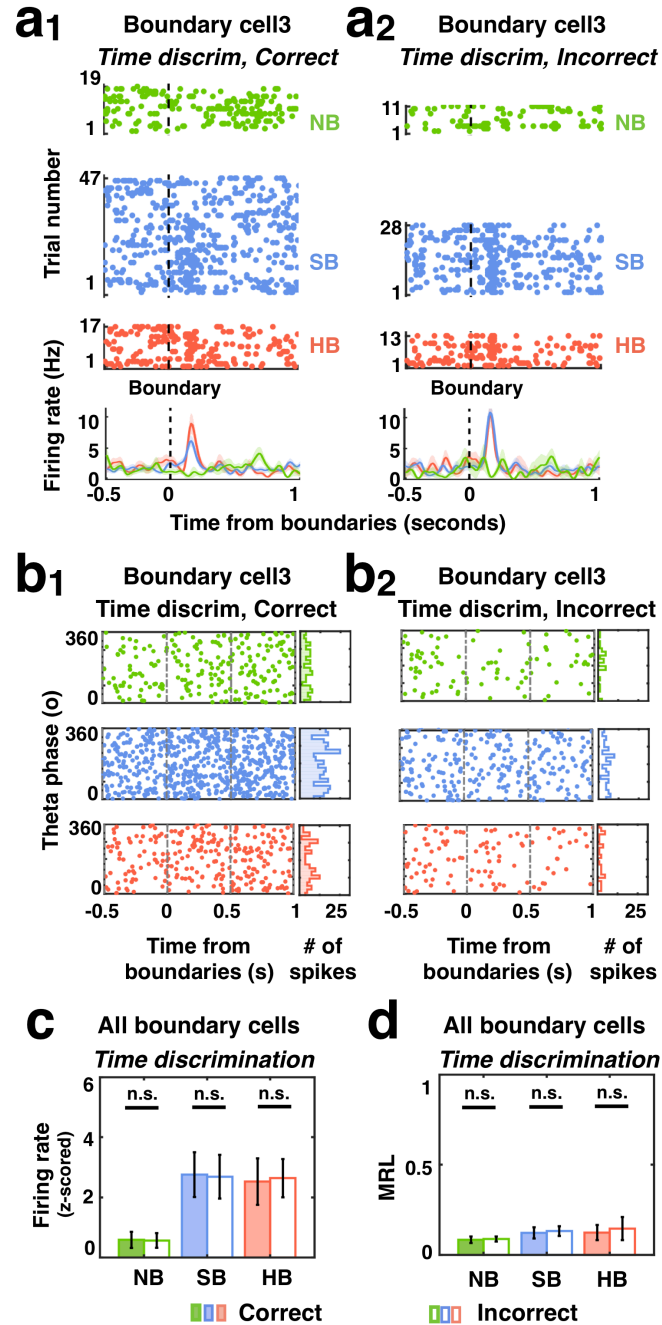 a1 Boundary cell3
Time discrim, Correct
19
1
NB
47
1
SB
17
1
HB
Trial number
Boundary
Firing rate (Hz)
10
5
0
-0.5 0 1
a2 Boundary cell3
Time discrim, Incorrect
11
1
NB
28
1
SB
13
1
HB
Boundary
10
5
0
-0.5 0 1
Time from boundaries (seconds)
b1 Boundary cell3
Time discrim, Correct
360
0
360
0
360
0
Theta phase (o)
-0.5 0 0.5 1 25
Time from
boundaries (s)
# of
spikes
b2 Boundary cell3
Time discrim, Incorrect
-0.5 0 0.5 1 25
Time from
boundaries (s)
# of
spikes
c All boundary cells
Time discrimination
6
4
2
0
Firing rate
(z-scored)
n.s. n.s. n.s.
NB SB HB
Correct
d All boundary cells
Time discrimination
1
0.5
0
MRL
n.s. n.s. n.s.
NB SB HB
Incorrect